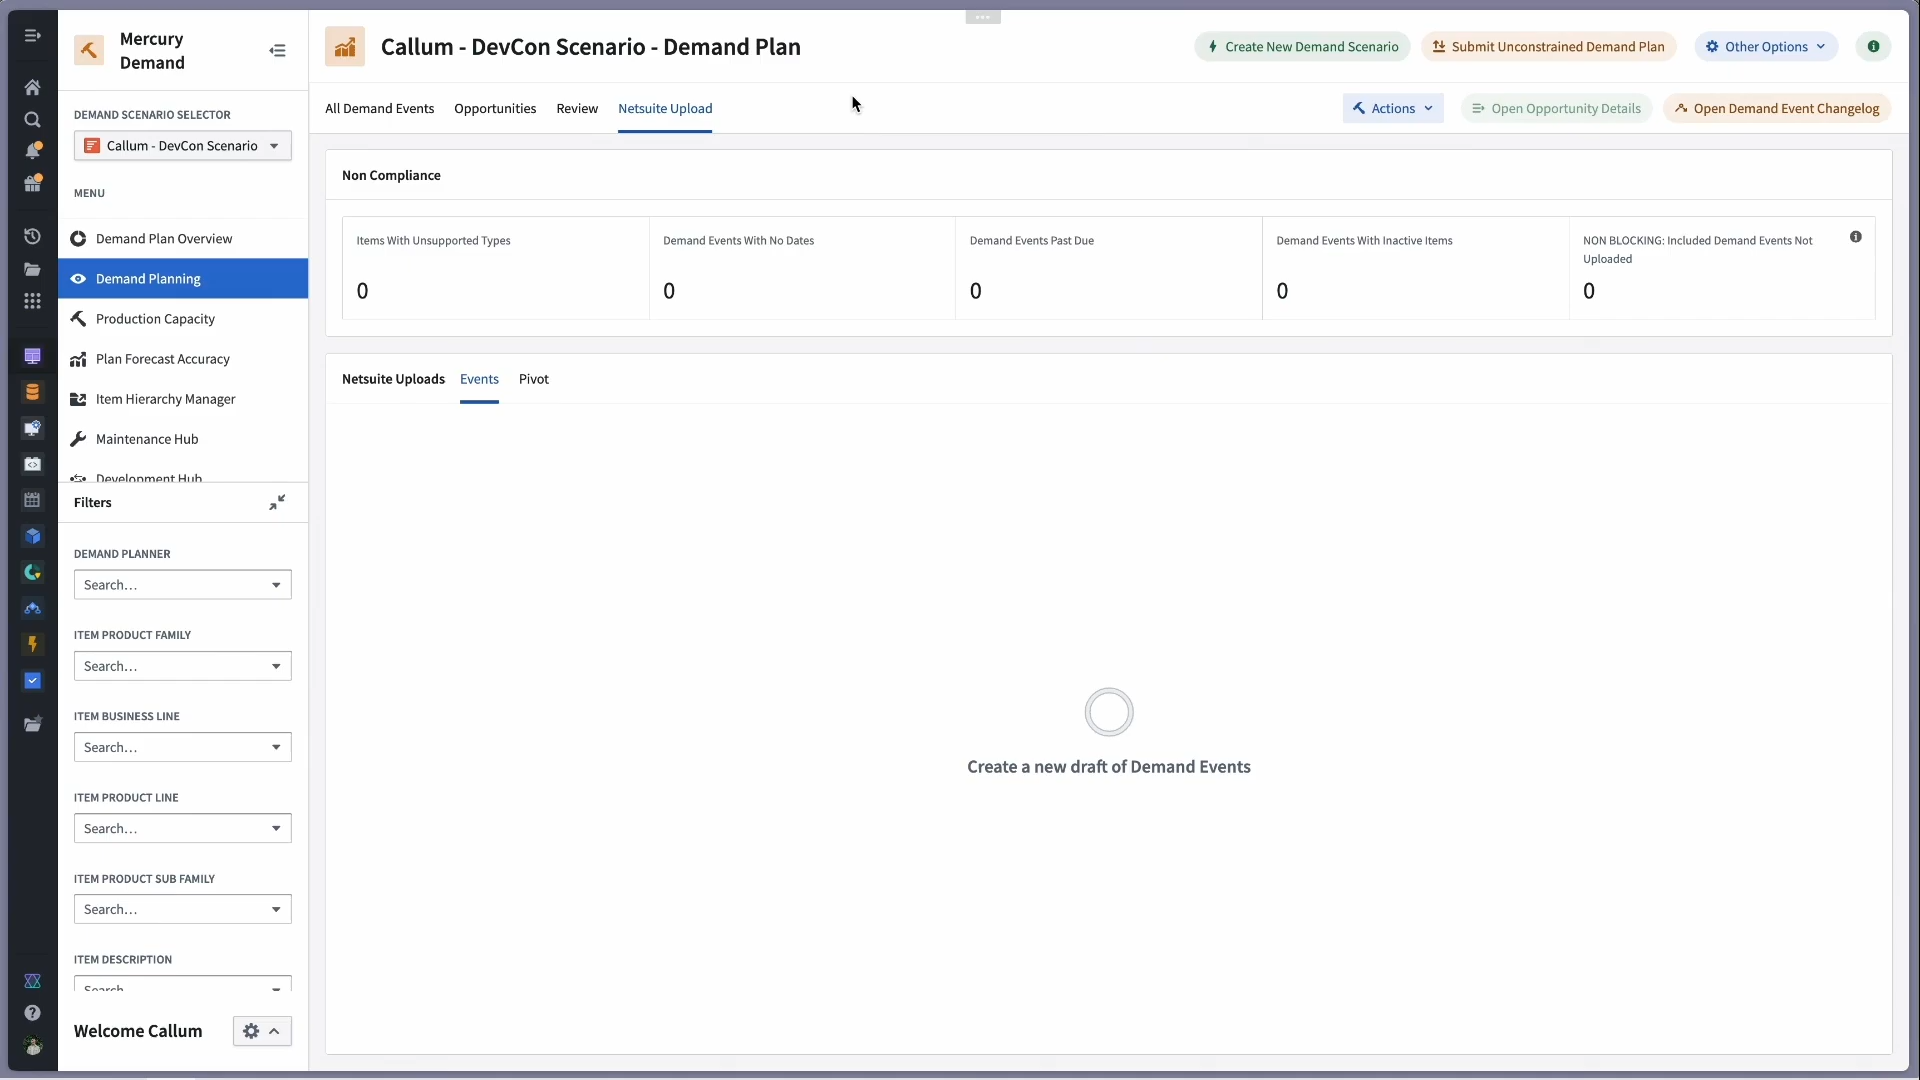 Mercury
Demand
DEMAND SCENARIO SELECTOR
Callum - DevCon Scenario
MENU
Demand Plan Overview
Demand Planning
Production Capacity
Plan Forecast Accuracy
Item Hierarchy Manager
Maintenance Hub
Development Hub
Filters
DEMAND PLANNER
Search...
ITEM PRODUCT FAMILY
Search...
ITEM BUSINESS LINE
Search...
ITEM PRODUCT LINE
Search...
ITEM PRODUCT SUB FAMILY
Search...
ITEM DESCRIPTION
Search
Welcome Callum
Callum - DevCon Scenario - Demand Plan
Create New Demand Scenario
Submit Unconstrained Demand Plan
Other Options
All Demand Events
Opportunities
Review
Netsuite Upload
Actions
Open Opportunity Details
Open Demand Event Changelog
Non Compliance
Items With Unsupported Types
0
Demand Events With No Dates
0
Demand Events Past Due
0
Demand Events With Inactive Items
0
NON BLOCKING: Included Demand Events Not
Uploaded
0
Netsuite Uploads
Events
Pivot
Create a new draft of Demand Events